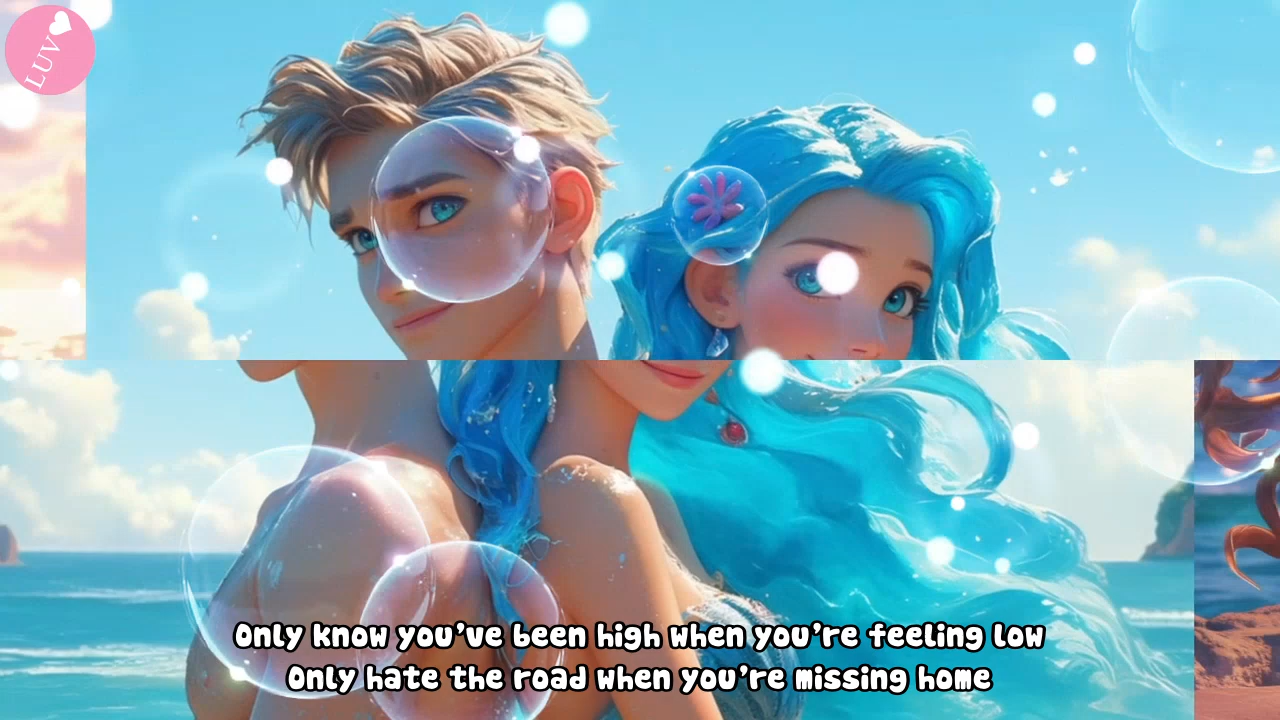 LUV
Only know you've been high when you're feeling low
Only hate the road when you're missing home